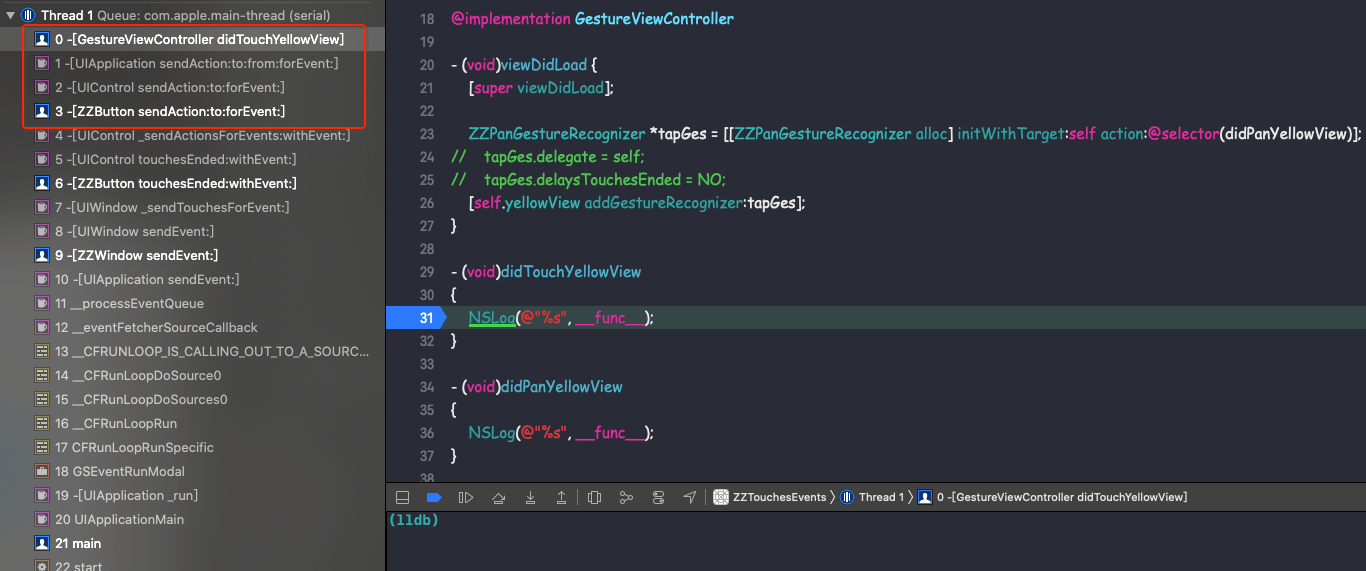 Thread 1 Queue: com.apple.main-thread (serial)
0 -[GestureViewController didTouchYellowView]
1 -[UIApplication sendAction:to:from:forEvent:]
2 -[UIControl sendAction:to:forEvent:]
3 -[ZZButton sendAction:to:forEvent:]
4 -[UIControl _sendActionsForEvents:withEvent:]
5 -[UIControl touchesEnded:withEvent:]
6 -[ZZButton touchesEnded:withEvent:]
7 -[UIWindow _sendTouchesForEvent:]
8 -[UIWindow sendEvent:]
9 -[ZZWindow sendEvent:]
10 -[UIApplication sendEvent:]
11 __processEventQueue
12 __eventFetcherSourceCallback
13 __CFRUNLOOP_IS_CALLING_OUT_TO_A_SOURC...
14 __CFRunLoopDoSource0
15 __CFRunLoopDoSources0
16 __CFRunLoopRun
17 CFRunLoopRunSpecific
18 GSEventRunModal
19 -[UIApplication _run]
20 UIApplicationMain
21 main
22 start
18 @implementation GestureViewController
19
20 - (void)viewDidLoad {
21 [super viewDidLoad];
22
23 ZZPanGestureRecognizer *tapGes = [[ZZPanGestureRecognizer alloc] initWithTarget:self action:@selector(didPanYellowView)];
24 // tapGes.delegate = self;
25 // tapGes.delaysTouchesEnded = NO;
26 [self.yellowView addGestureRecognizer:tapGes];
27 }
28
29 - (void)didTouchYellowView
30 {
31 NSLog(@"%s", __func__);
32 }
33
34 - (void)didPanYellowView
35 {
36 NSLog(@"%s", __func__);
37 }
38
ZZTouchesEvents 〉 Thread 1 〉 0 -[GestureViewController didTouchYellowView]
(lldb)